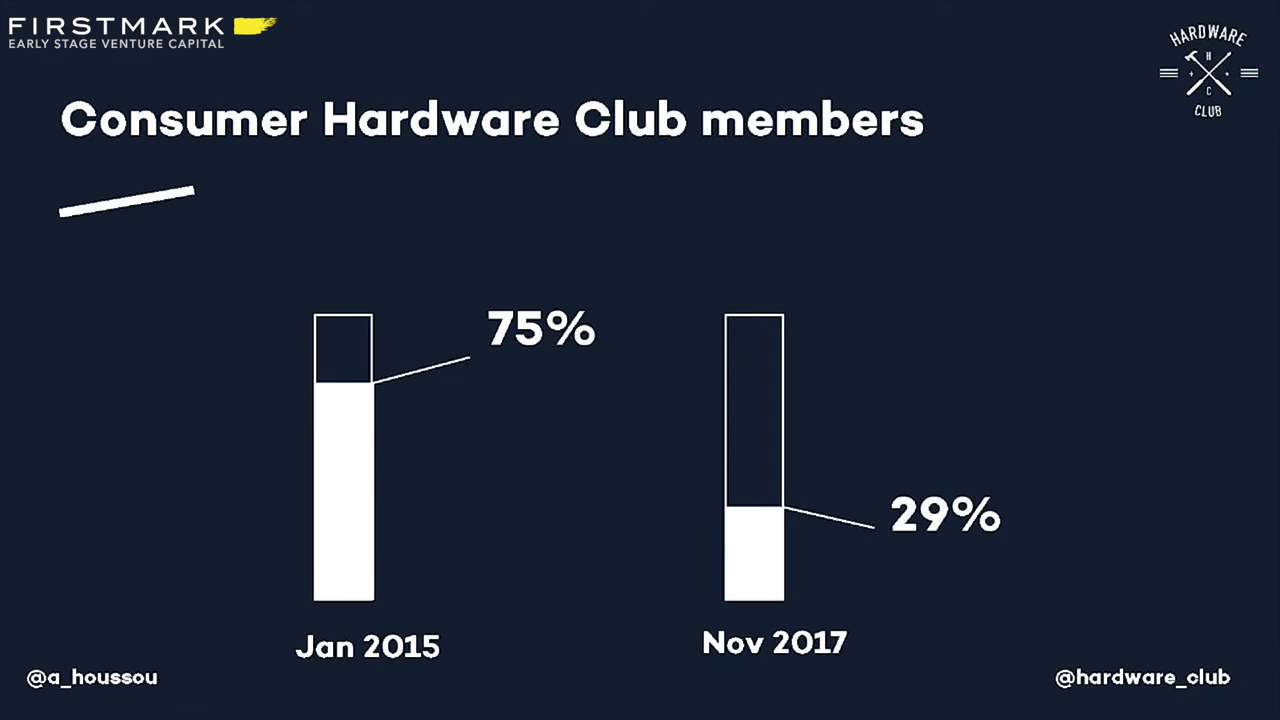 FIRSTMARK
EARLY STAGE VENTURE CAPITAL
HARDWARE
H
C
CLUB
Consumer Hardware Club members
75%
29%
Jan 2015
Nov 2017
@a_houssou
@hardware_club